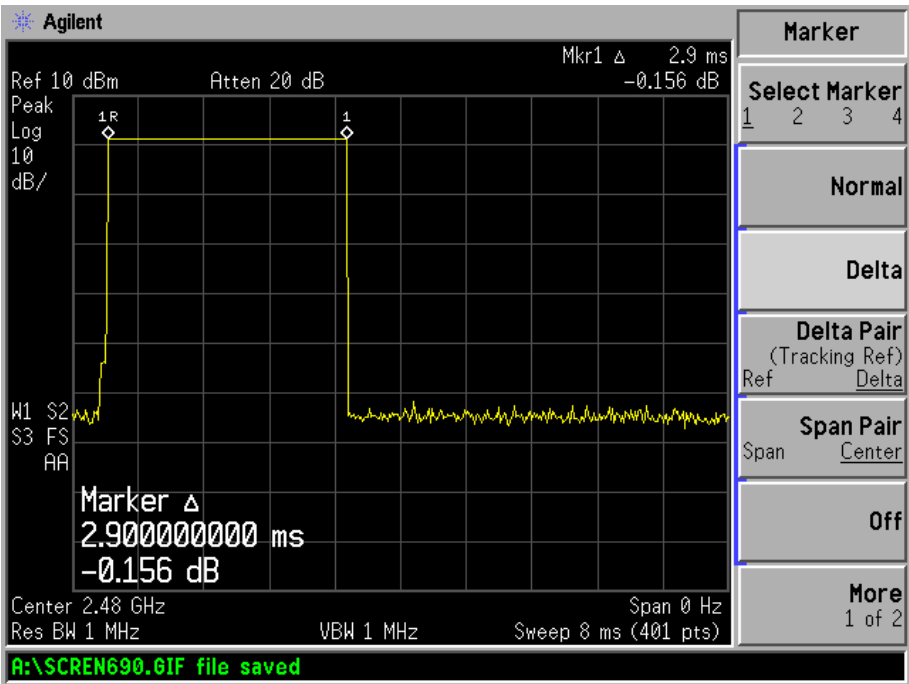 Agilent
Marker
Mkr1 Δ 2.9 ms
Ref 10 dBm Atten 20 dB −0.156 dB
Peak
Log
10
dB/
1R
1
W1 S2
S3 FS
AA
Marker Δ
2.900000000 ms
−0.156 dB
Center 2.48 GHz Span 0 Hz
Res BW 1 MHz VBW 1 MHz Sweep 8 ms (401 pts)
Select Marker
1 2 3 4
Normal
Delta
Delta Pair
(Tracking Ref)
Ref Delta
Span Pair
Span Center
Off
More
1 of 2
A:\SCREN690.GIF file saved